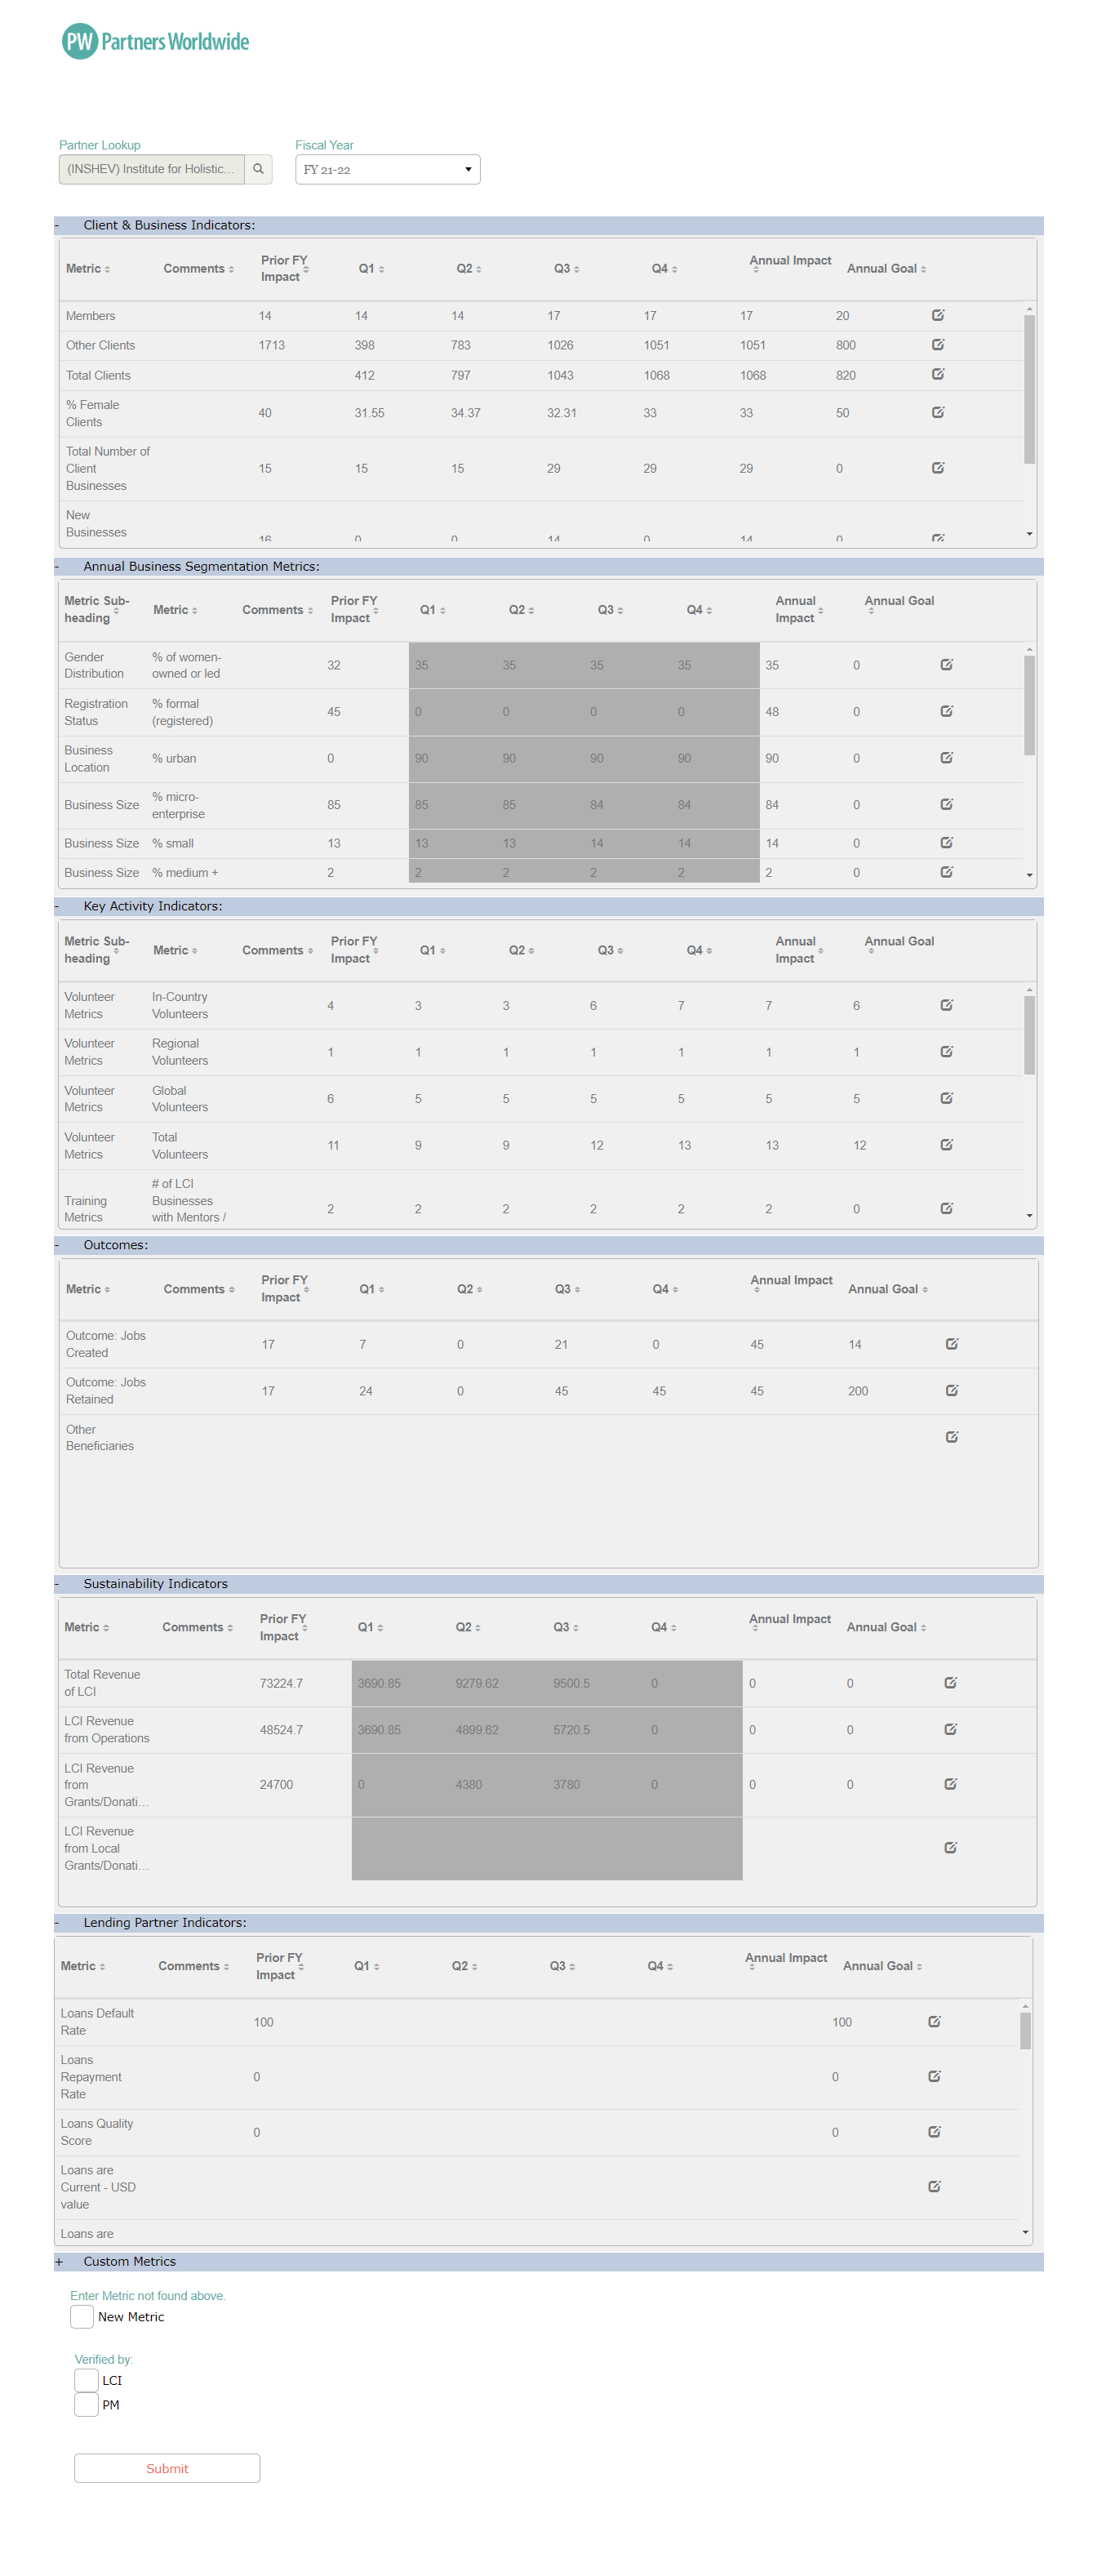 PW Partners Worldwide
Partner Lookup Fiscal Year
(INSHEV) Institute for Holistic... FY 21-22
- Client & Business Indicators:
Metric Comments Prior FY Impact Q1 Q2 Q3 Q4 Annual Impact Annual Goal
Members 14 14 14 17 17 17 20
Other Clients 1713 398 783 1026 1051 1051 800
Total Clients 412 797 1043 1068 1068 820
% Female Clients 40 31.55 34.37 32.31 33 33 50
Total Number of Client Businesses 15 15 15 29 29 29 0
New Businesses 16 0 0 14 0 14 0
- Annual Business Segmentation Metrics:
Metric Sub-heading Metric Comments Prior FY Impact Q1 Q2 Q3 Q4 Annual Impact Annual Goal
Gender Distribution % of women-owned or led 32 35 35 35 35 35 0
Registration Status % formal (registered) 45 0 0 0 0 48 0
Business Location % urban 0 90 90 90 90 90 0
Business Size % micro-enterprise 85 85 85 84 84 84 0
Business Size % small 13 13 13 14 14 14 0
Business Size % medium + 2 2 2 2 2 2 0
- Key Activity Indicators:
Metric Sub-heading Metric Comments Prior FY Impact Q1 Q2 Q3 Q4 Annual Impact Annual Goal
Volunteer Metrics In-Country Volunteers 4 3 3 6 7 7 6
Volunteer Metrics Regional Volunteers 1 1 1 1 1 1 1
Volunteer Metrics Global Volunteers 6 5 5 5 5 5 5
Volunteer Metrics Total Volunteers 11 9 9 12 13 13 12
Training Metrics # of LCI Businesses with Mentors / 2 2 2 2 2 2 0
- Outcomes:
Metric Comments Prior FY Impact Q1 Q2 Q3 Q4 Annual Impact Annual Goal
Outcome: Jobs Created 17 7 0 21 0 45 14
Outcome: Jobs Retained 17 24 0 45 45 45 200
Other Beneficiaries
- Sustainability Indicators
Metric Comments Prior FY Impact Q1 Q2 Q3 Q4 Annual Impact Annual Goal
Total Revenue of LCI 73224.7 3690.85 9279.62 9500.5 0 0 0
LCI Revenue from Operations 48524.7 3690.85 4899.62 5720.5 0 0 0
LCI Revenue from Grants/Donati... 24700 0 4380 3780 0 0 0
LCI Revenue from Local Grants/Donati...
- Lending Partner Indicators:
Metric Comments Prior FY Impact Q1 Q2 Q3 Q4 Annual Impact Annual Goal
Loans Default Rate 100 100
Loans Repayment Rate 0 0
Loans Quality Score 0 0
Loans are Current - USD value
Loans are
+ Custom Metrics
Enter Metric not found above.
New Metric
Verified by:
LCI
PM
Submit